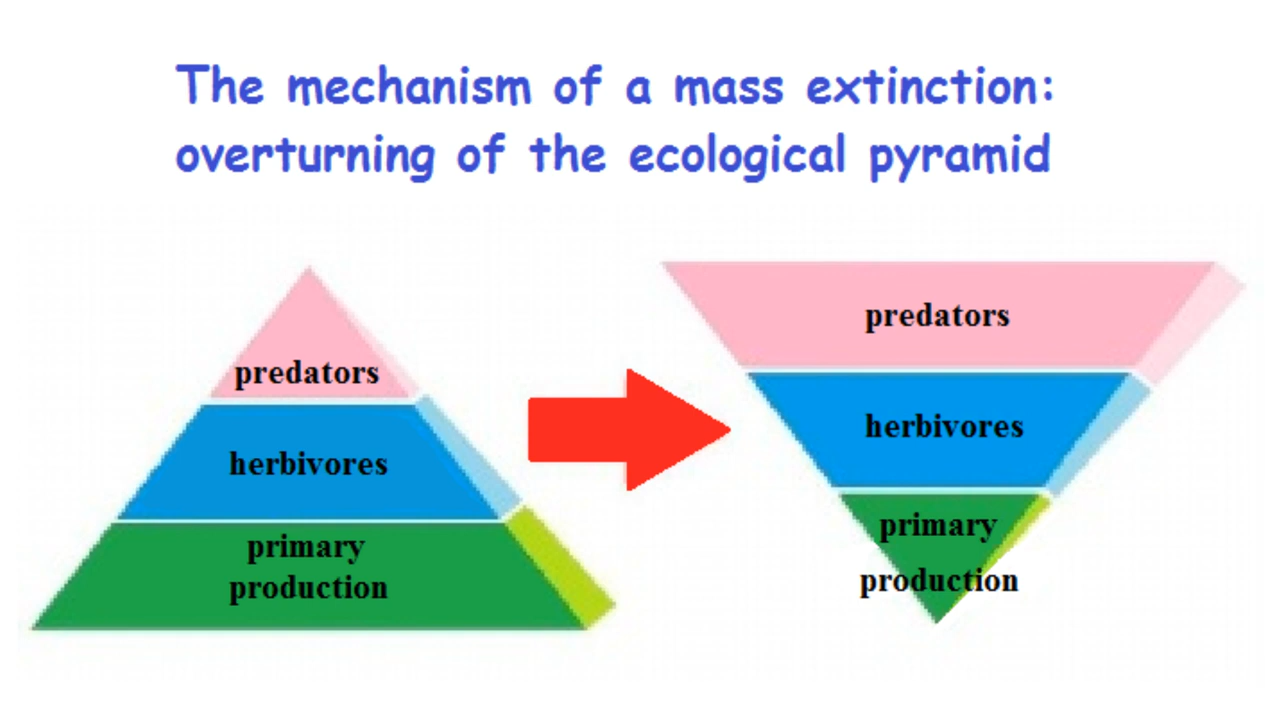 The mechanism of a mass extinction:
overturning of the ecological pyramid
predators
herbivores
primary
production
predators
herbivores
primary
production